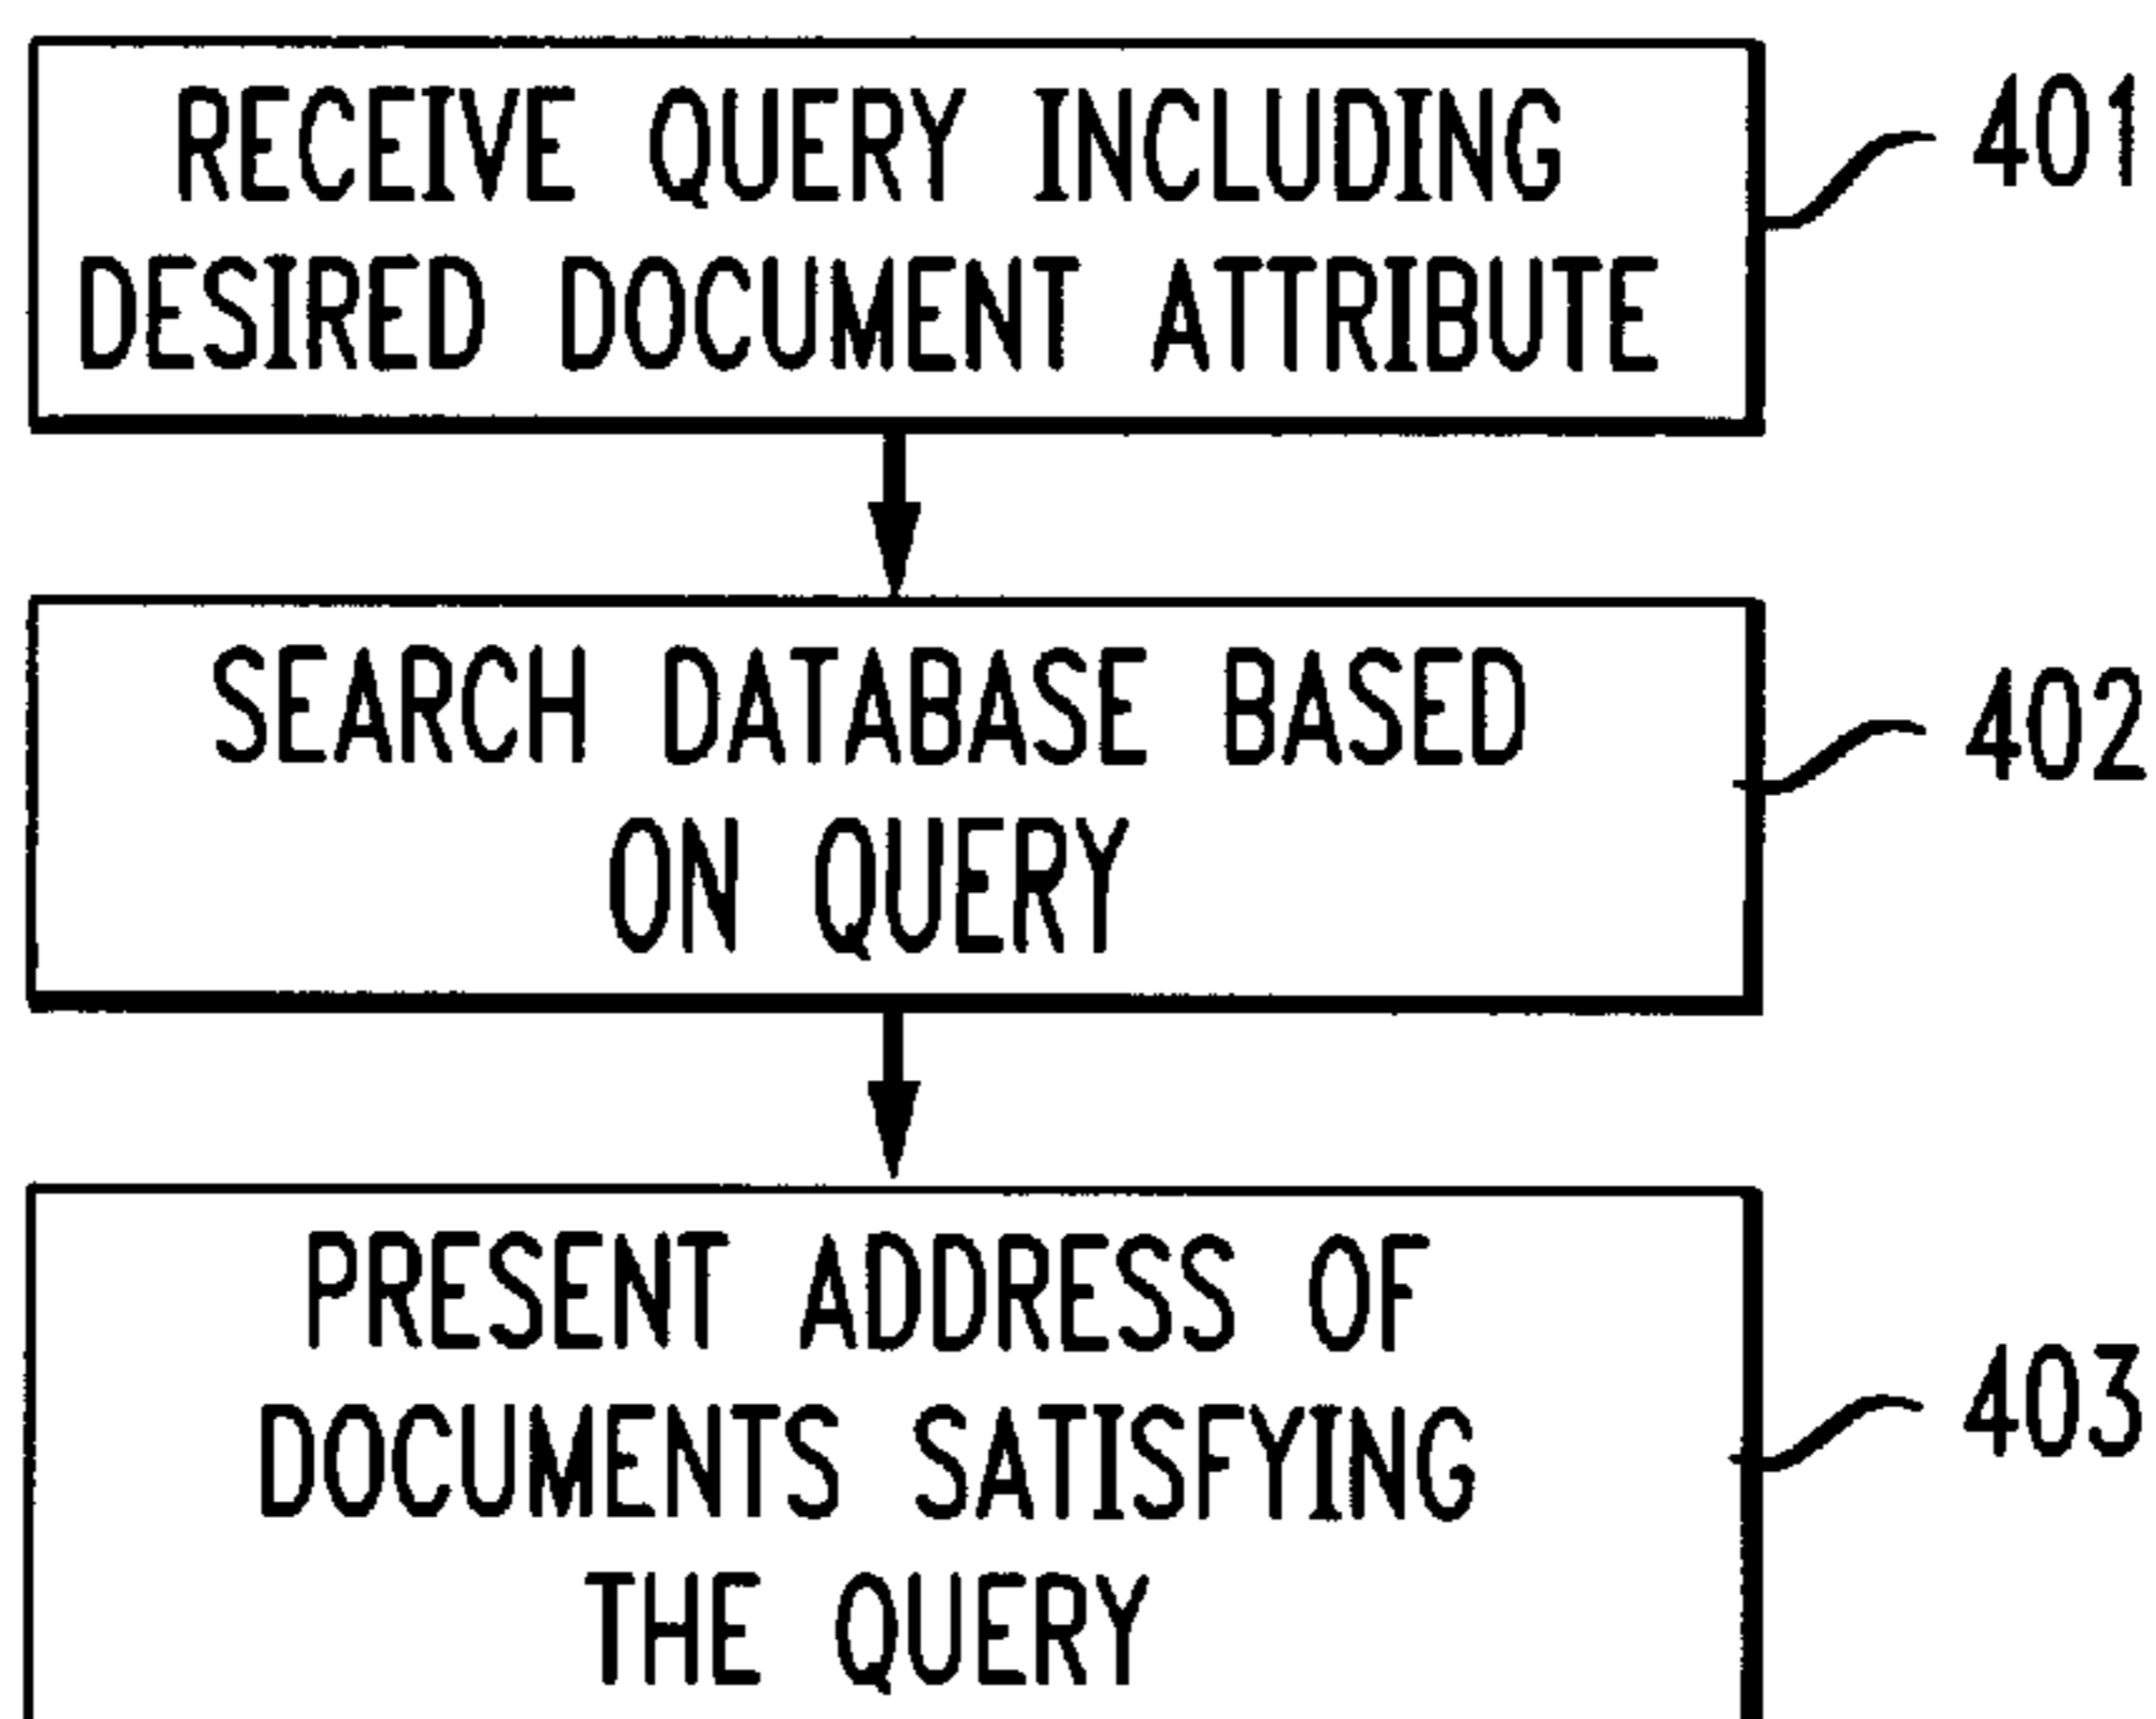 RECEIVE QUERY INCLUDING
DESIRED DOCUMENT ATTRIBUTE
401
SEARCH DATABASE BASED
ON QUERY
402
PRESENT ADDRESS OF
DOCUMENTS SATISFYING
THE QUERY
403